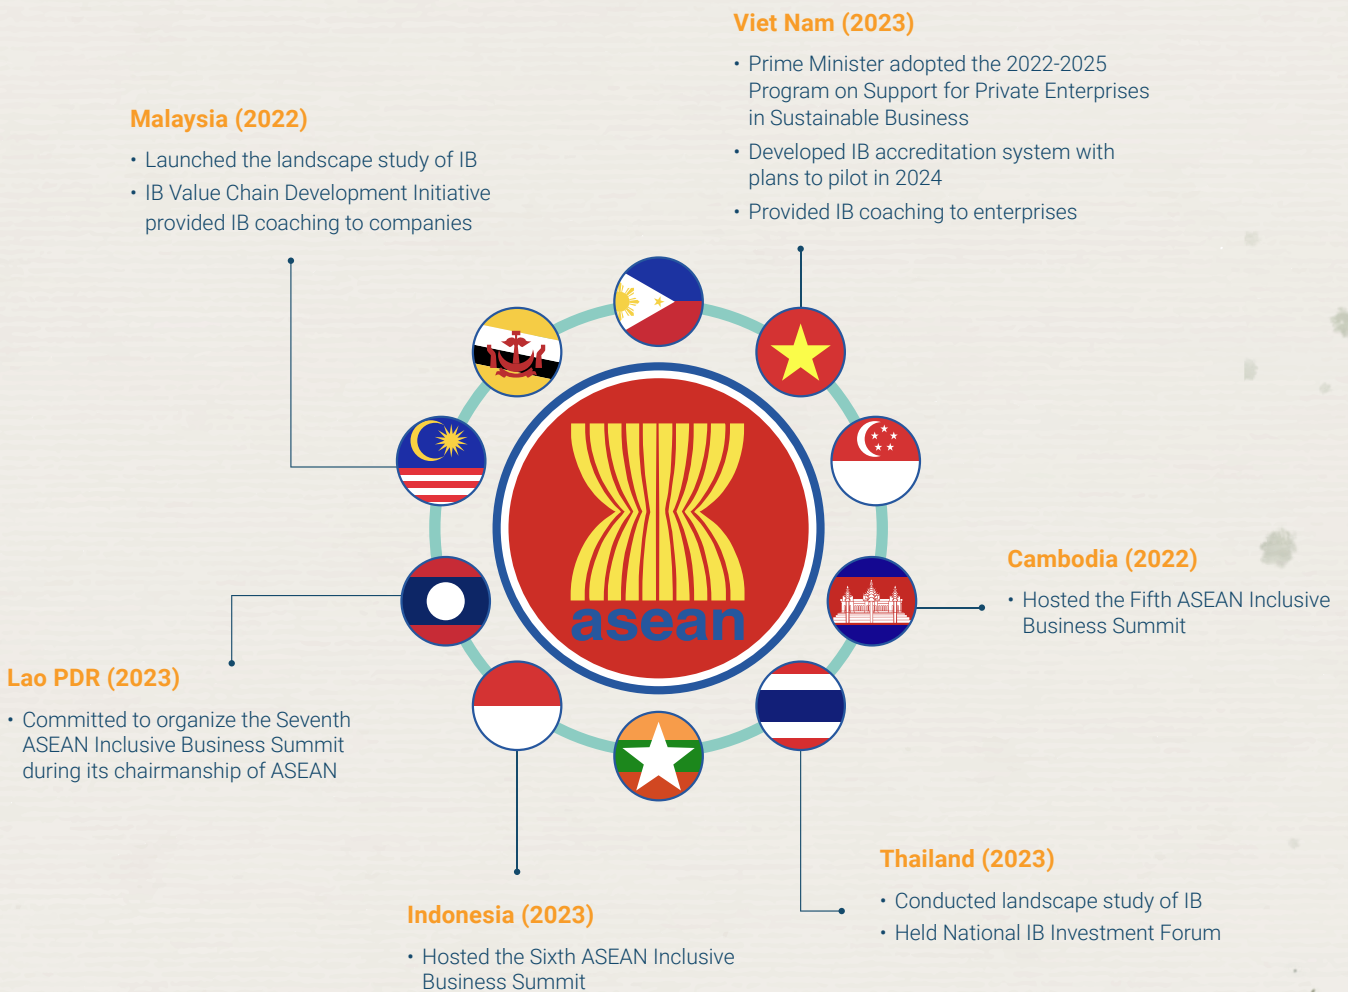 Viet Nam (2023)
• Prime Minister adopted the 2022-2025
Program on Support for Private Enterprises
in Sustainable Business
• Developed IB accreditation system with
plans to pilot in 2024
• Provided IB coaching to enterprises
Malaysia (2022)
• Launched the landscape study of IB
• IB Value Chain Development Initiative
provided IB coaching to companies
asean
Cambodia (2022)
• Hosted the Fifth ASEAN Inclusive
Business Summit
Lao PDR (2023)
• Committed to organize the Seventh
ASEAN Inclusive Business Summit
during its chairmanship of ASEAN
Thailand (2023)
• Conducted landscape study of IB
• Held National IB Investment Forum
Indonesia (2023)
• Hosted the Sixth ASEAN Inclusive
Business Summit